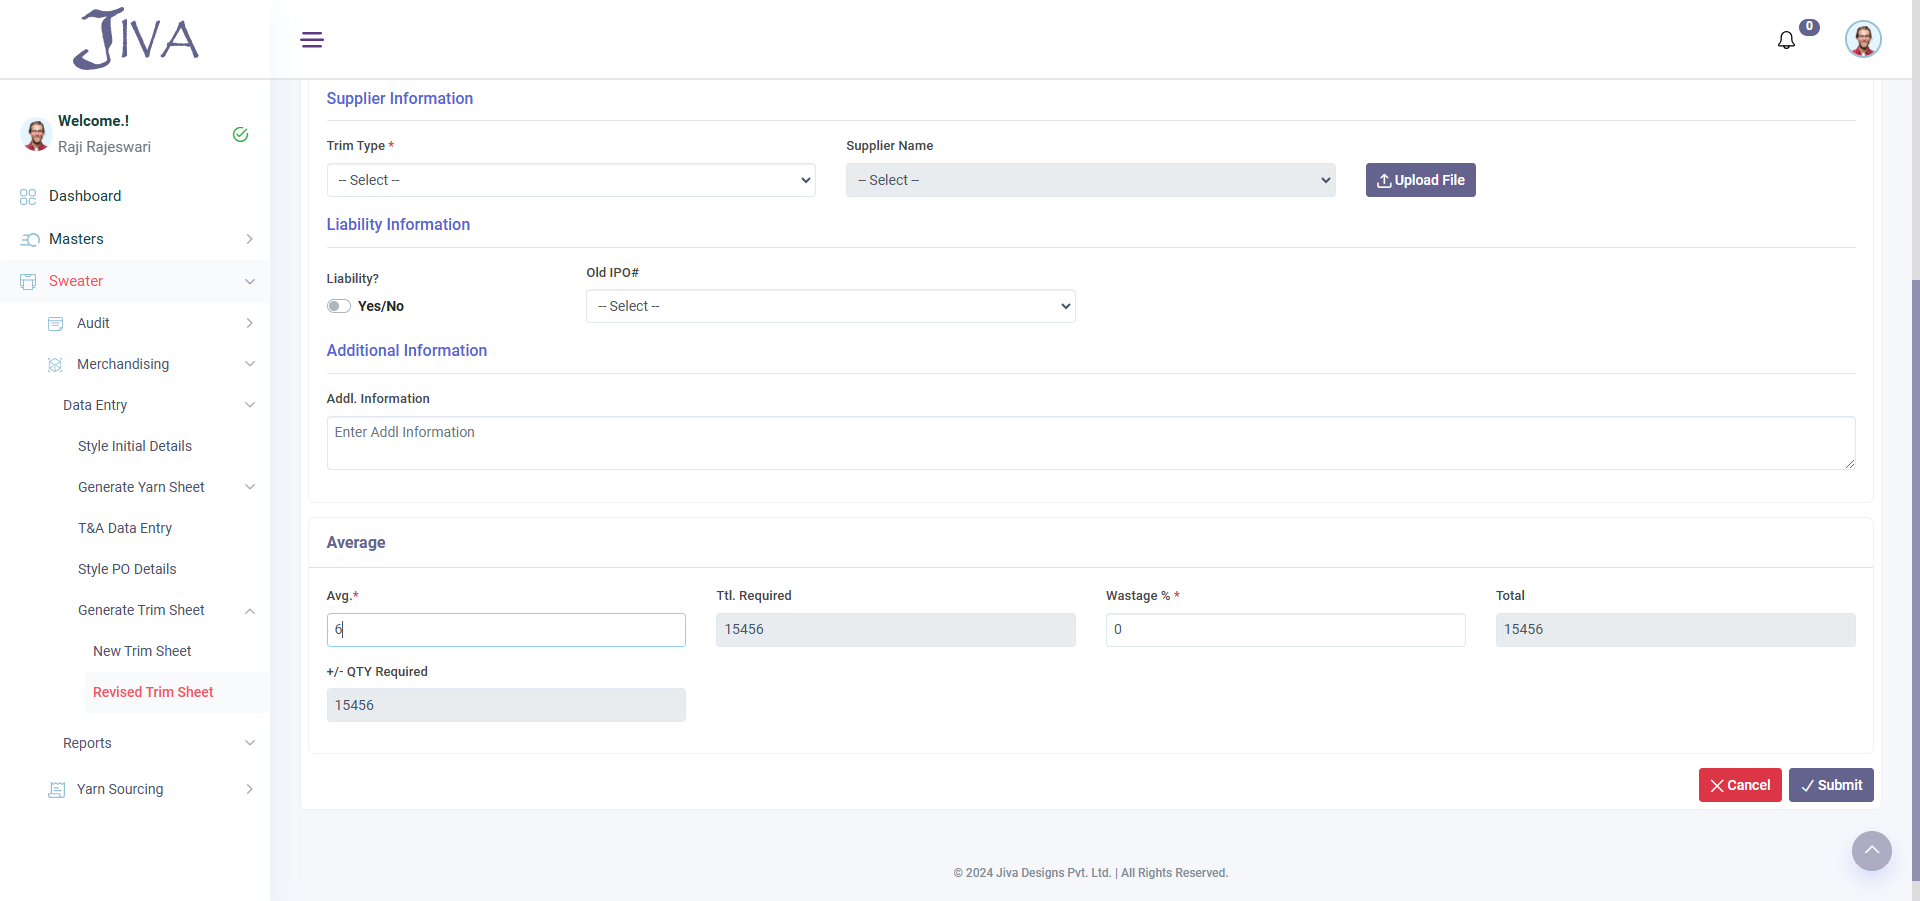 JIVA
0
Welcome.!
Raji Rajeswari
Dashboard
Masters
Sweater
Audit
Merchandising
Data Entry
Style Initial Details
Generate Yarn Sheet
T&A Data Entry
Style PO Details
Generate Trim Sheet
New Trim Sheet
Revised Trim Sheet
Reports
Yarn Sourcing
Supplier Information
Trim Type * Supplier Name
-- Select -- -- Select -- Upload File
Liability Information
Liability? Old IPO#
Yes/No -- Select --
Additional Information
Addl. Information
Enter Addl Information
Average
Avg.* Ttl. Required Wastage % * Total
6 15456 0 15456
+/- QTY Required
15456
Cancel Submit
© 2024 Jiva Designs Pvt. Ltd. | All Rights Reserved.